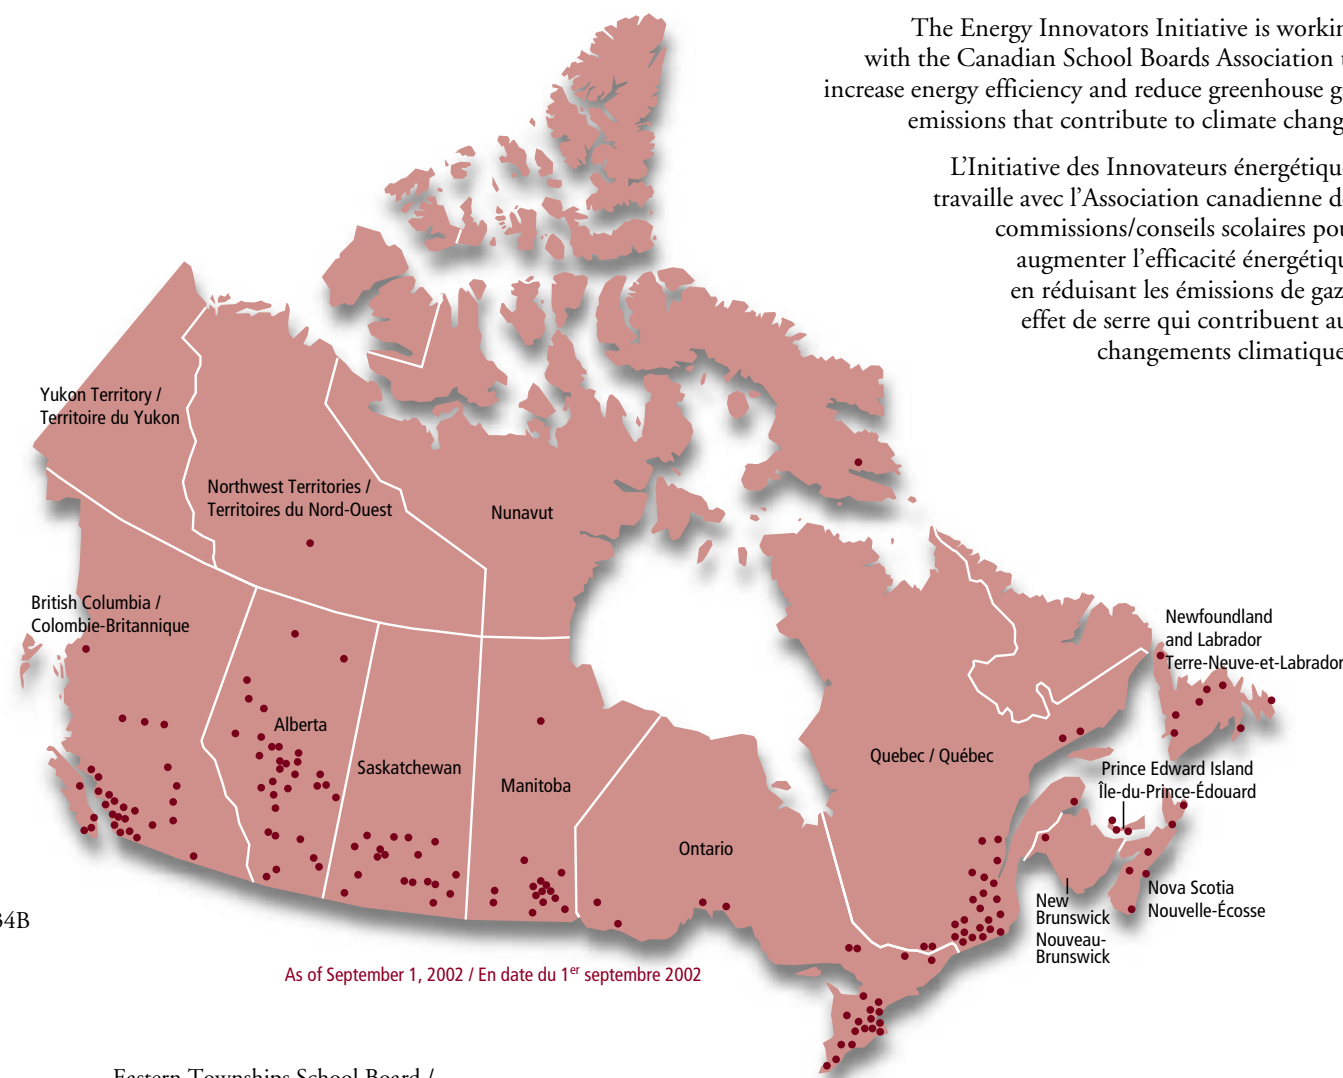 The Energy Innovators Initiative is workin
with the Canadian School Boards Association
increase energy efficiency and reduce greenhouse
emissions that contribute to climate chang
L'Initiative des Innovateurs énergétiqu
travaille avec l'Association canadienne
commissions/conseils scolaires pou
augmenter l'efficacité énergétiqu
en réduisant les émissions de gaz
effet de serre qui contribuent au
changements climatique
Yukon Territory /
Territoire du Yukon
Northwest Territories /
Territoires du Nord-Ouest
Nunavut
British Columbia /
Colombie-Britannique
Newfoundland
and Labrador
Terre-Neuve-et-Labrador
Alberta
Saskatchewan
Manitoba
Quebec / Québec
Prince Edward Island
Île-du-Prince-Édouard
Ontario
Nova Scotia
Nouvelle-Écosse
New
Brunswick
Nouveau-
Brunswick
34B
As of September 1, 2002 / En date du 1er septembre 2002
Eastern Townships School Board /